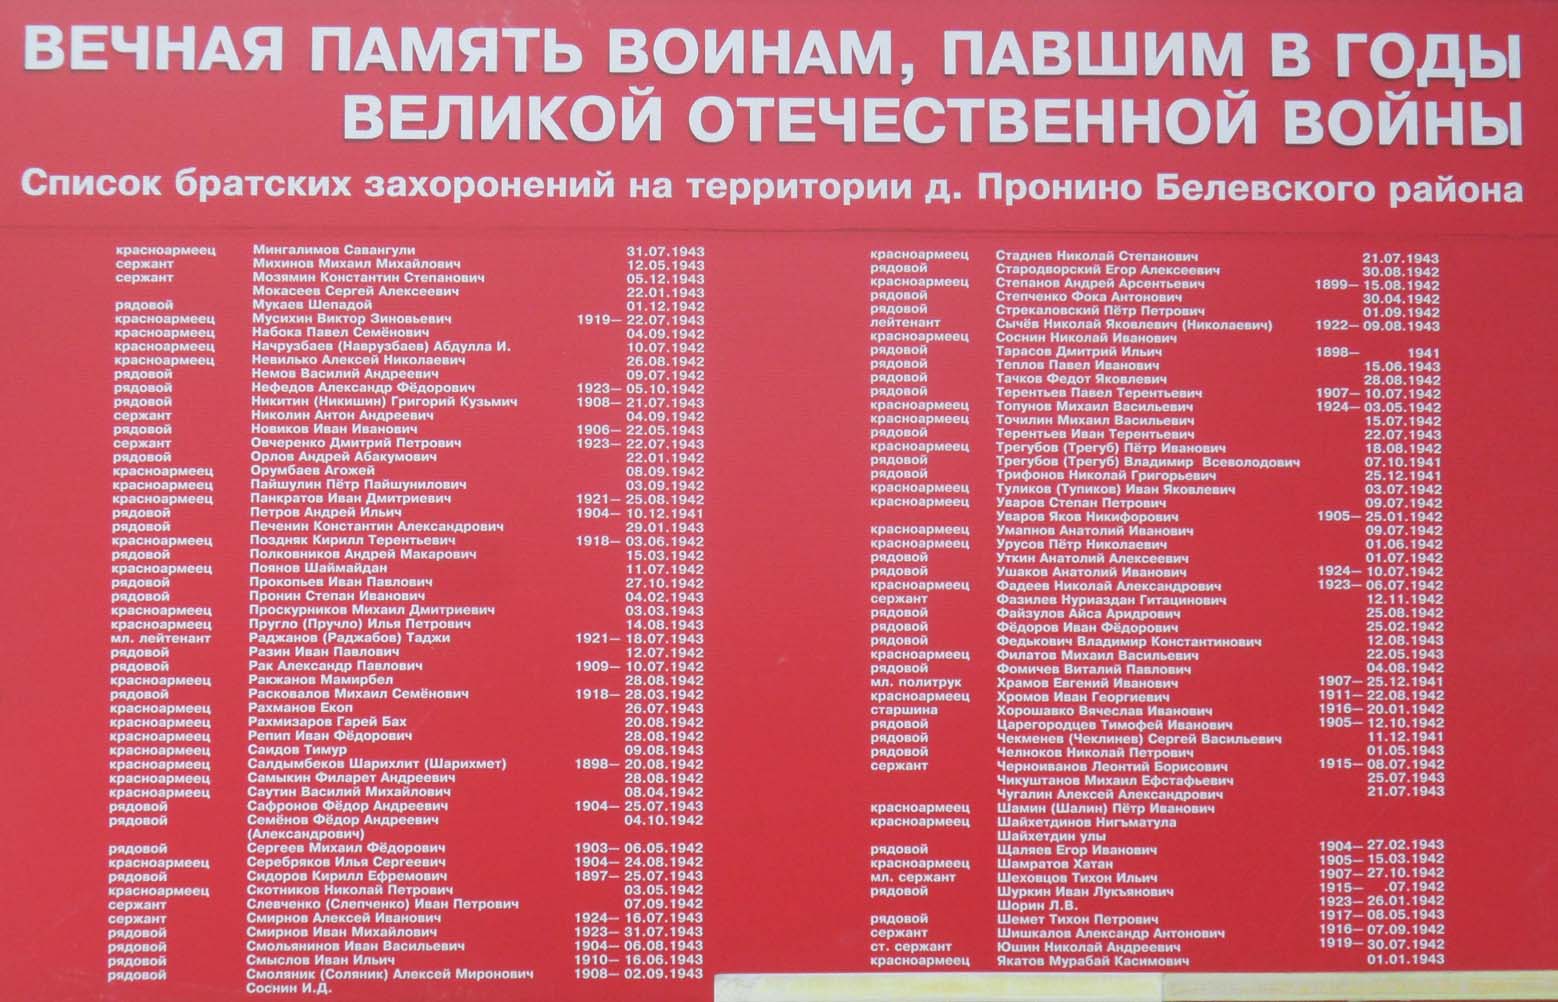 ВЕЧНАЯ ПАМЯТЬ ВОИНАМ, ПАВШИМ В ГОДЫ
ВЕЛИКОЙ ОТЕЧЕСТВЕННОЙ ВОЙНЫ
Список братских захоронений на территории д. Пронино Белевского района
красноармеец Мингалимов Савангули 31.07.1943
сержант Михинов Михаил Михайлович 12.05.1943
сержант Мозямин Константин Степанович 05.12.1943
Мокасеев Сергей Алексеевич 22.01.1943
рядовой Мукаев Шепадой 01.12.1942
красноармеец Мусихин Виктор Зиновьевич 1919— 22.07.1943
красноармеец Набока Павел Семёнович 04.09.1942
красноармеец Начрузбаев (Наврузбаев) Абдулла И. 10.07.1942
красноармеец Невилько Алексей Николаевич 26.08.1942
рядовой Немов Василий Андреевич 09.07.1942
рядовой Нефедов Александр Фёдорович 1923— 05.10.1942
рядовой Никитин (Никишин) Григорий Кузьмич 1908— 21.07.1943
сержант Николин Антон Андреевич 04.09.1942
рядовой Новиков Иван Иванович 1906— 22.05.1943
сержант Овчеренко Дмитрий Петрович 1923— 22.07.1943
рядовой Орлов Андрей Абакумович 22.01.1942
красноармеец Орумбаев Агожей 08.09.1942
красноармеец Пайшулин Пётр Пайшунилович 03.09.1942
красноармеец Панкратов Иван Дмитриевич 1921— 25.08.1942
рядовой Петров Андрей Ильич 1904— 10.12.1941
рядовой Печенин Константин Александрович 29.01.1943
красноармеец Поздняк Кирилл Терентьевич 1918— 03.06.1942
рядовой Полковников Андрей Макарович 15.03.1942
красноармеец Поянов Шаймайдан 11.07.1942
рядовой Прокопьев Иван Павлович 27.10.1942
рядовой Пронин Степан Иванович 04.02.1943
красноармеец Проскурников Михаил Дмитриевич 03.03.1943
красноармеец Пругло (Пручло) Илья Петрович 14.08.1943
мл. лейтенант Раджанов (Раджабов) Таджи 1921— 18.07.1943
рядовой Разин Иван Павлович 12.07.1942
рядовой Рак Александр Павлович 1909— 10.07.1942
красноармеец Ракжанов Мамирбел 28.08.1942
рядовой Расковалов Михаил Семёнович 1918— 28.03.1942
красноармеец Рахманов Екоп 26.07.1943
красноармеец Рахмизаров Гарей Бах 20.08.1942
красноармеец Репип Иван Фёдорович 28.08.1942
красноармеец Саидов Тимур 09.08.1943
красноармеец Салдымбеков Шарихлит (Шарихмет) 1898— 20.08.1942
красноармеец Самыкин Филарет Андреевич 28.08.1942
красноармеец Саутин Василий Михайлович 08.04.1942
рядовой Сафронов Фёдор Андреевич 1904— 25.07.1943
рядовой Семёнов Фёдор Андреевич 04.10.1942
(Александрович)
рядовой Сергеев Михаил Фёдорович 1903— 06.05.1942
красноармеец Серебряков Илья Сергеевич 1904— 24.08.1942
рядовой Сидоров Кирилл Ефремович 1897— 25.07.1943
красноармеец Скотников Николай Петрович 03.05.1942
сержант Слевченко (Слепченко) Иван Петрович 07.09.1942
сержант Смирнов Алексей Иванович 1924— 16.07.1943
рядовой Смирнов Иван Михайлович 1923— 31.07.1943
рядовой Смольянинов Иван Васильевич 1904— 06.08.1943
рядовой Смыслов Иван Ильич 1910— 16.06.1943
рядовой Смоляник (Соляник) Алексей Миронович 1908— 02.09.1943
Соснин И.Д.
красноармеец Стаднев Николай Степанович 21.07.1943
рядовой Стародворский Егор Алексеевич 30.08.1942
красноармеец Степанов Андрей Арсентьевич 1899— 15.08.1942
рядовой Степченко Фока Антонович 30.04.1942
рядовой Стрекаловский Пётр Петрович 01.09.1942
лейтенант Сычёв Николай Яковлевич (Николаевич) 1922— 09.08.1943
красноармеец Соснин Николай Иванович
рядовой Тарасов Дмитрий Ильич 1898— 1941
рядовой Теплов Павел Иванович 15.06.1943
рядовой Тачков Федот Яковлевич 28.08.1942
рядовой Терентьев Павел Терентьевич 1907— 10.07.1942
красноармеец Топунов Михаил Васильевич 1924— 03.05.1942
красноармеец Точилин Михаил Васильевич 15.07.1942
рядовой Терентьев Иван Терентьевич 22.07.1943
красноармеец Трегубов (Трегуб) Пётр Иванович 18.08.1942
рядовой Трегубов (Трегуб) Владимир Всеволодович 07.10.1941
рядовой Трифонов Николай Григорьевич 25.12.1941
красноармеец Туликов (Тупиков) Иван Яковлевич 03.07.1942
красноармеец Уваров Степан Петрович 09.07.1942
Уваров Яков Никифорович 1905— 25.01.1942
красноармеец Умапнов Анатолий Иванович 09.07.1942
красноармеец Урусов Пётр Николаевич 01.06.1942
рядовой Уткин Анатолий Алексеевич 01.07.1942
рядовой Ушаков Анатолий Иванович 1924— 10.07.1942
красноармеец Фадеев Николай Александрович 1923— 06.07.1942
сержант Фазилев Нуриаздан Гитацинович 12.11.1942
рядовой Файзулов Айса Аридрович 25.08.1942
рядовой Фёдоров Иван Фёдорович 25.02.1942
рядовой Федькович Владимир Константинович 12.08.1943
красноармеец Филатов Михаил Васильевич 22.05.1943
рядовой Фомичев Виталий Павлович 04.08.1942
мл. политрук Храмов Евгений Иванович 1907— 25.12.1941
красноармеец Хромов Иван Георгиевич 1911— 22.08.1942
старшина Хорошавко Вячеслав Иванович 1916— 20.01.1942
рядовой Царегородцев Тимофей Иванович 1905— 12.10.1942
рядовой Чекменев (Чеклинев) Сергей Васильевич 11.12.1941
рядовой Челноков Николай Петрович 01.05.1943
сержант Черноиванов Леонтий Борисович 1915— 08.07.1942
Чикуштанов Михаил Ефстафьевич 25.07.1943
Чугалин Алексей Александрович 21.07.1943
красноармеец Шамин (Шалин) Пётр Иванович
красноармеец Шайхетдинов Нигъматула
Шайхетдин улы
рядовой Щаляев Егор Иванович 1904— 27.02.1943
красноармеец Шамратов Хатан 1905— 15.03.1942
мл. сержант Шеховцов Тихон Ильич 1907— 27.10.1942
рядовой Шуркин Иван Лукъянович 1915— .07.1942
Шорин Л.В. 1923— 26.01.1942
рядовой Шемет Тихон Петрович 1917— 08.05.1943
сержант Шишкалов Александр Антонович 1916— 07.09.1942
ст. сержант Юшин Николай Андреевич 1919— 30.07.1942
красноармеец Якатов Мурабай Касимович 01.01.1943